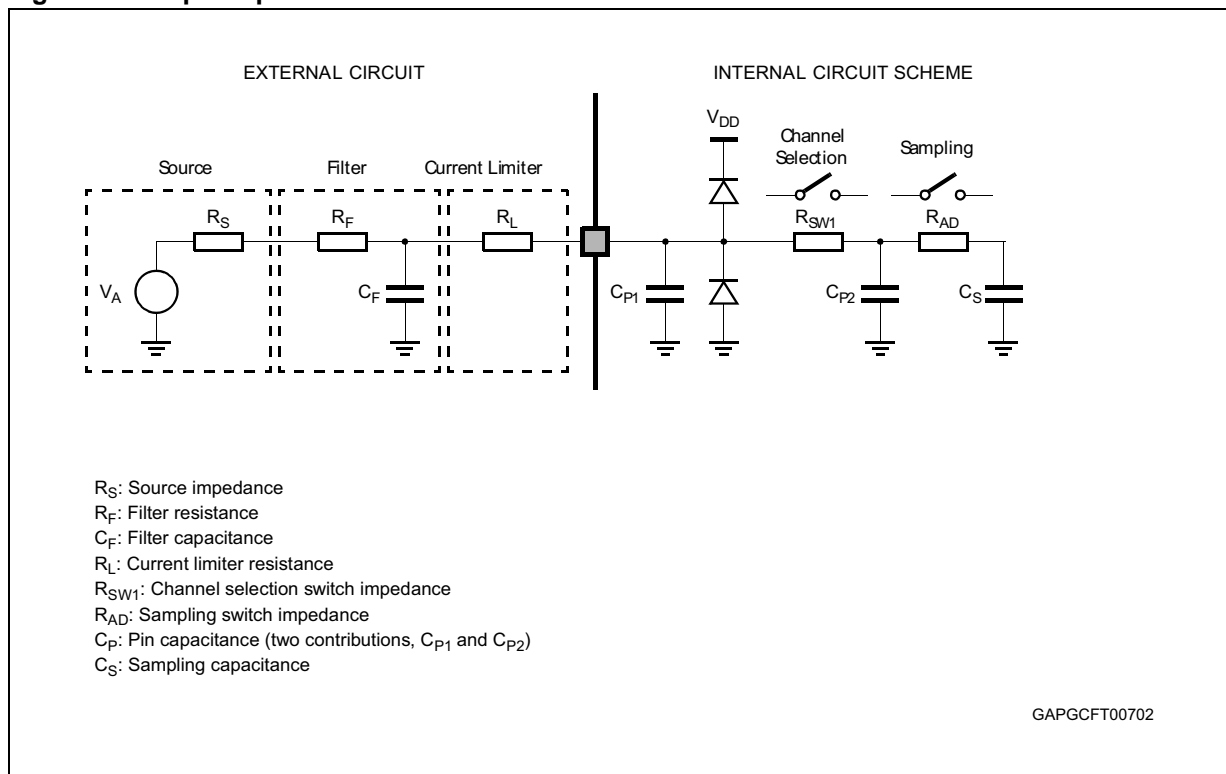 EXTERNAL CIRCUIT
INTERNAL CIRCUIT SCHEME
VDD
Channel
Selection
Sampling
Source
Filter
Current Limiter
RS
RF
RL
RSW1
RAD
VA
CF
CP1
CP2
CS
RS: Source impedance
RF: Filter resistance
CF: Filter capacitance
RL: Current limiter resistance
RSW1: Channel selection switch impedance
RAD: Sampling switch impedance
CP: Pin capacitance (two contributions, CP1 and CP2)
CS: Sampling capacitance
GAPGCFT00702